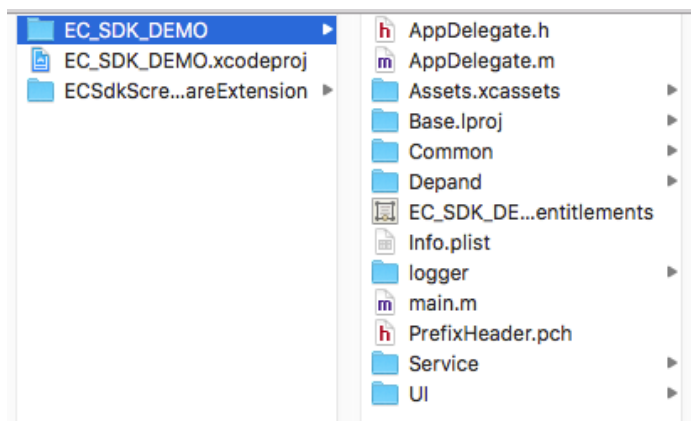 EC_SDK_DEMO
EC_SDK_DEMO.xcodeproj
ECSdkScre...areExtension
AppDelegate.h
AppDelegate.m
Assets.xcassets
Base.lproj
Common
Depand
EC_SDK_DE...entitlements
Info.plist
logger
main.m
PrefixHeader.pch
Service
UI